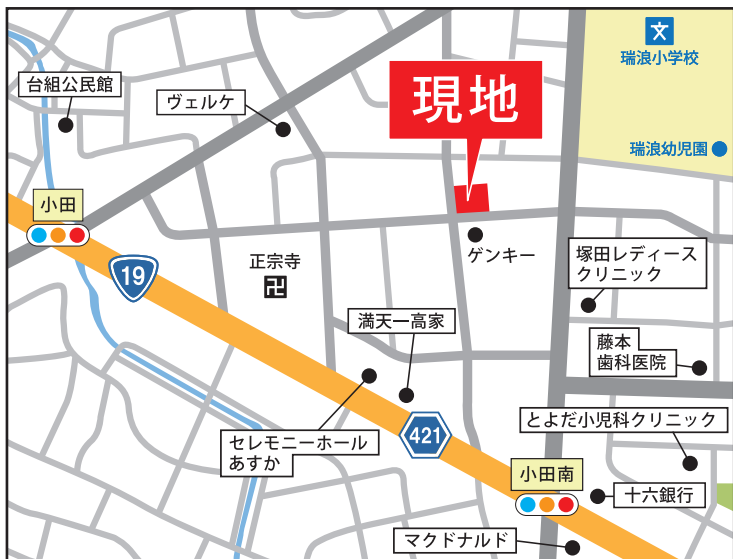 文
瑞浪小学校
台組公民館
ヴェルケ
現地
瑞浪幼児園
小田
19
正宗寺
卍
ゲンキー
塚田レディース
クリニック
満天一高家
藤本
歯科医院
421
とよだ小児科クリニック
セレモニーホール
あすか
小田南
十六銀行
マクドナルド